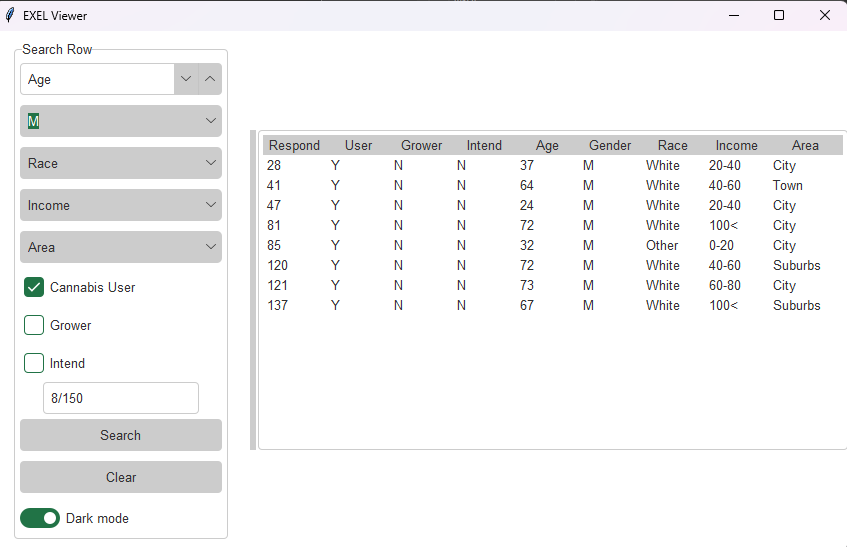 EXEL Viewer
Search Row
Age
M
Race
Income
Area
Cannabis User
Grower
Intend
8/150
Search
Clear
Dark mode
Respond User Grower Intend Age Gender Race Income Area
28 Y N N 37 M White 20-40 City
41 Y N N 64 M White 40-60 Town
47 Y N N 24 M White 20-40 City
81 Y N N 72 M White 100< City
85 Y N N 32 M Other 0-20 City
120 Y N N 72 M White 40-60 Suburbs
121 Y N N 73 M White 60-80 City
137 Y N N 67 M White 100< Suburbs